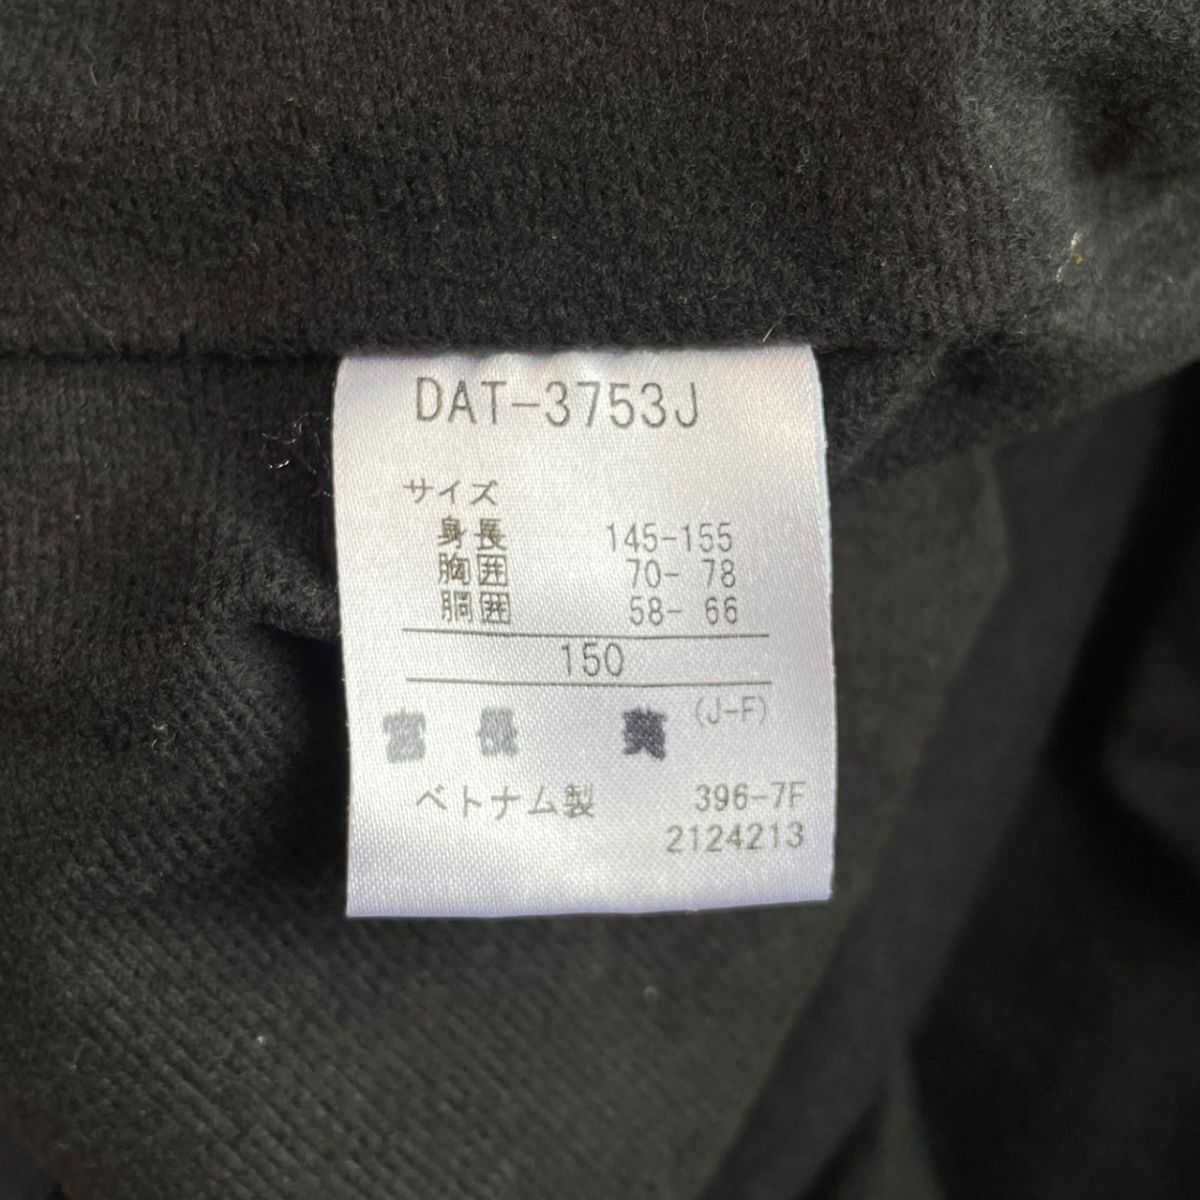 DAT-3753J
サイズ
身長 145-155
胸囲 70- 78
胴囲 58- 66
150
(J-F)
ベトナム製 396-7F
2124213